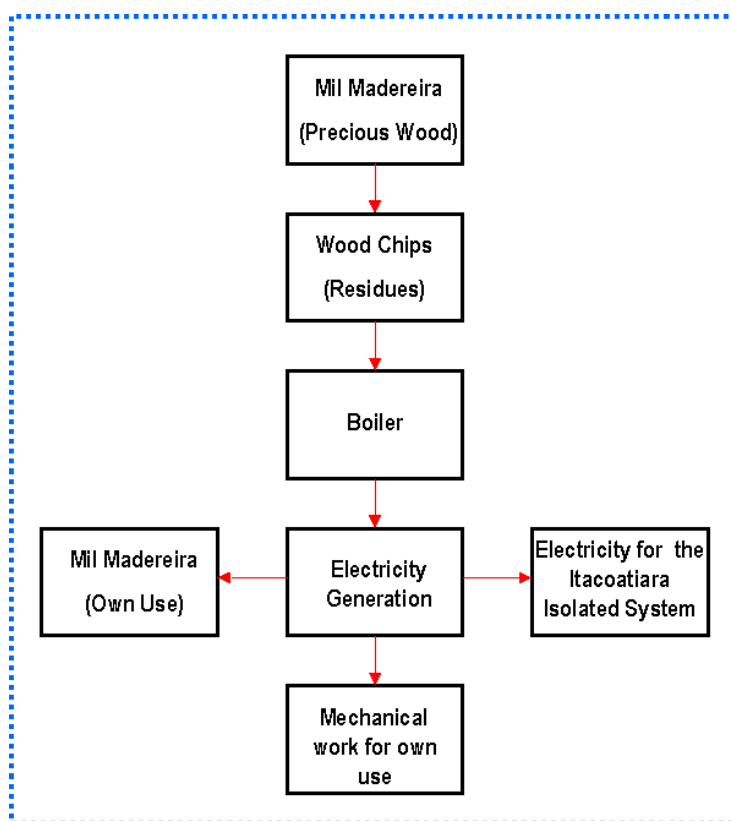 Mil Madereira
(Precious Wood)
Wood Chips
(Residues)
Boiler
Mil Madereira
(Own Use)
Electricity
Generation
Electricity for the
Itacoatiara
Isolated System
Mechanical
work for own
use